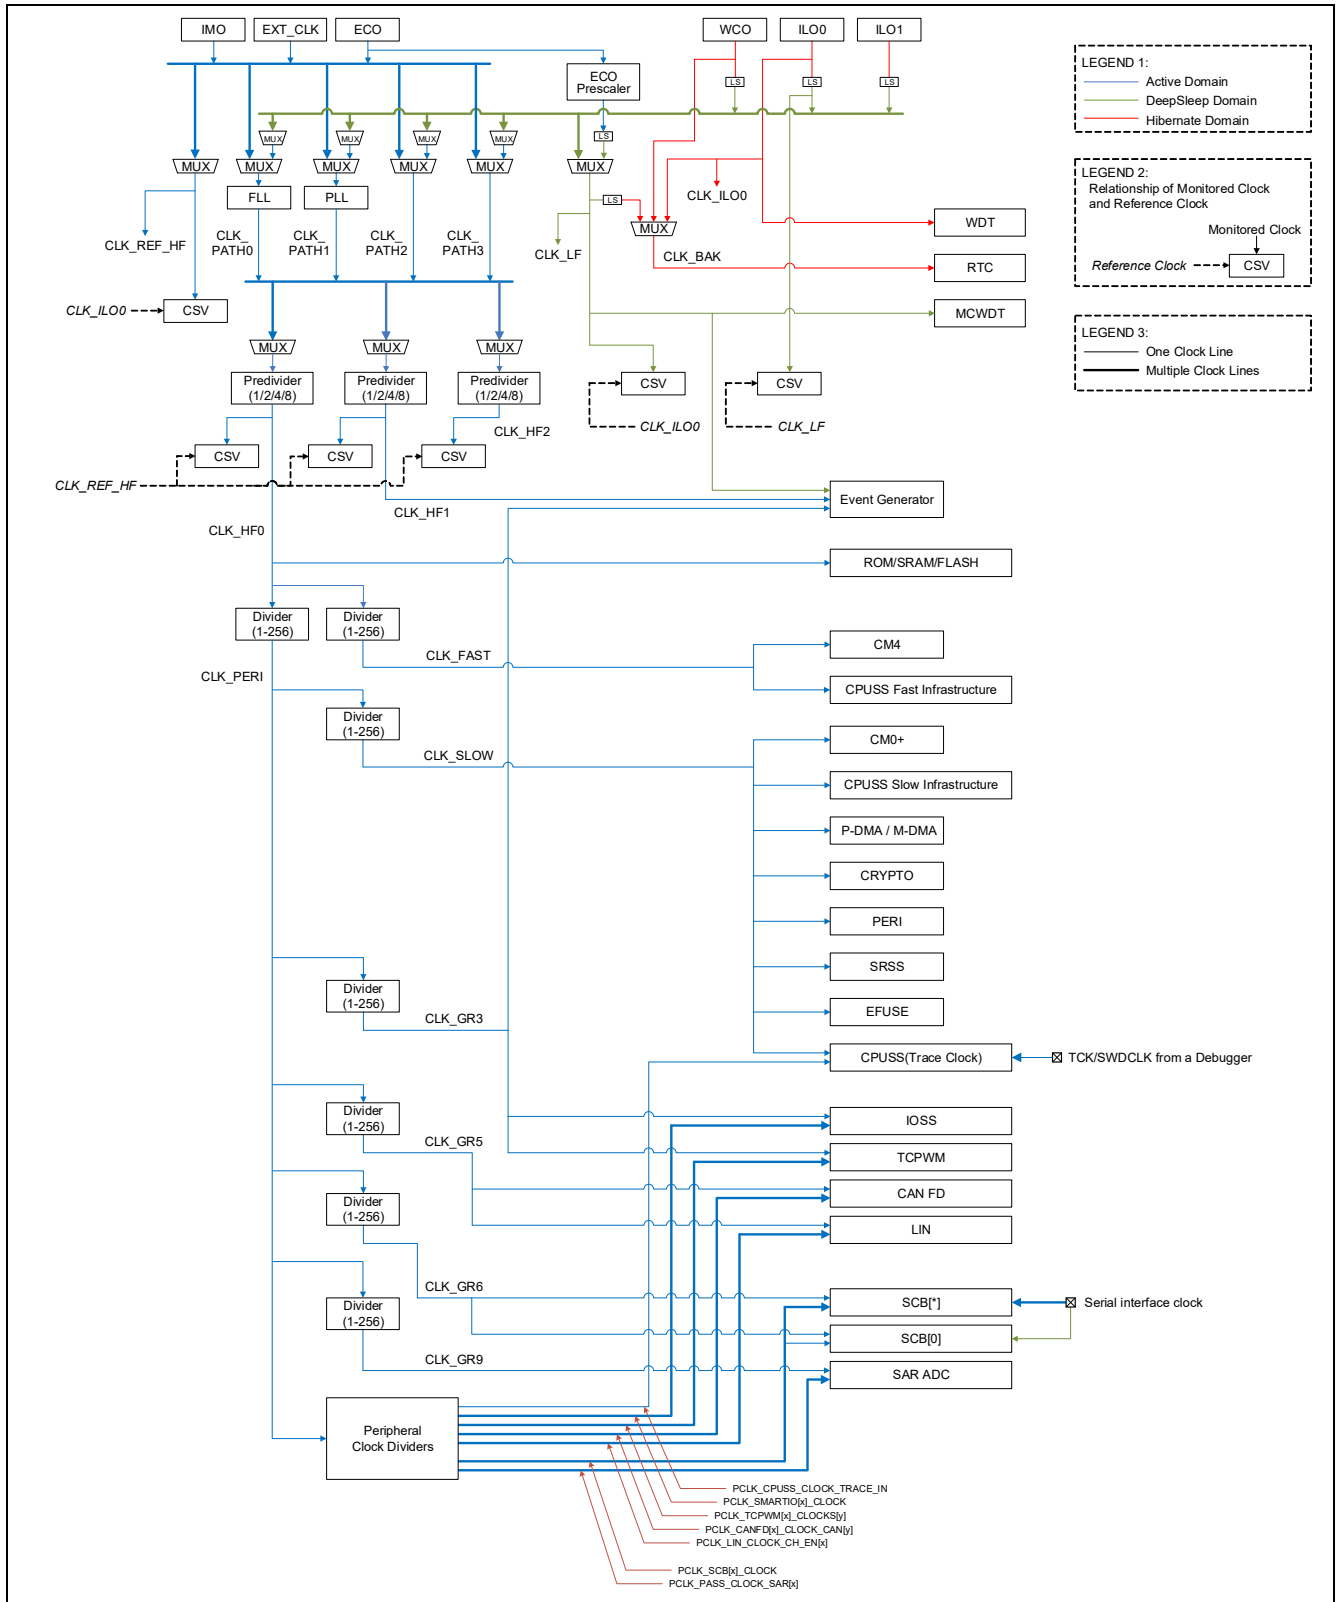 IMO
EXT_CLK
ECO
WCO
ILO0
ILO1
LEGEND 1:
Active Domain
DeepSleep Domain
Hibernate Domain
ECO
Prescaler
LS
LS
LS
LS
MUX
MUX
MUX
MUX
MUX
MUX
MUX
MUX
MUX
MUX
LEGEND 2:
Relationship of Monitored Clock
and Reference Clock
Monitored Clock
Reference Clock
CSV
FLL
PLL
LS
CLK_ILO0
MUX
WDT
CLK_REF_HF
CLK_
PATH0
CLK_
PATH1
CLK_
PATH2
CLK_
PATH3
CLK_LF
CLK_BAK
RTC
CLK_ILO0
CSV
MCWDT
LEGEND 3:
One Clock Line
Multiple Clock Lines
MUX
MUX
MUX
Predivider
(1/2/4/8)
Predivider
(1/2/4/8)
Predivider
(1/2/4/8)
CSV
CSV
CLK_HF2
CLK_ILO0
CLK_LF
CSV
CSV
CSV
CLK_REF_HF
CLK_HF1
Event Generator
CLK_HF0
ROM/SRAM/FLASH
Divider
(1-256)
Divider
(1-256)
CLK_FAST
CM4
CLK_PERI
CPUSS Fast Infrastructure
Divider
(1-256)
CLK_SLOW
CM0+
CPUSS Slow Infrastructure
P-DMA / M-DMA
CRYPTO
PERI
SRSS
Divider
(1-256)
CLK_GR3
EFUSE
CPUSS(Trace Clock)
TCK/SWDCLK from a Debugger
Divider
(1-256)
CLK_GR5
IOSS
TCPWM
CAN FD
Divider
(1-256)
LIN
CLK_GR6
Divider
(1-256)
SCB[*]
Serial interface clock
SCB[0]
CLK_GR9
SAR ADC
Peripheral
Clock Dividers
PCLK_CPUSS_CLOCK_TRACE_IN
PCLK_SMARTIO[x]_CLOCK
PCLK_TCPWM[x]_CLOCKS[y]
PCLK_CANFD[x]_CLOCK_CAN[y]
PCLK_LIN_CLOCK_CH_EN[x]
PCLK_SCB[x]_CLOCK
PCLK_PASS_CLOCK_SAR[x]